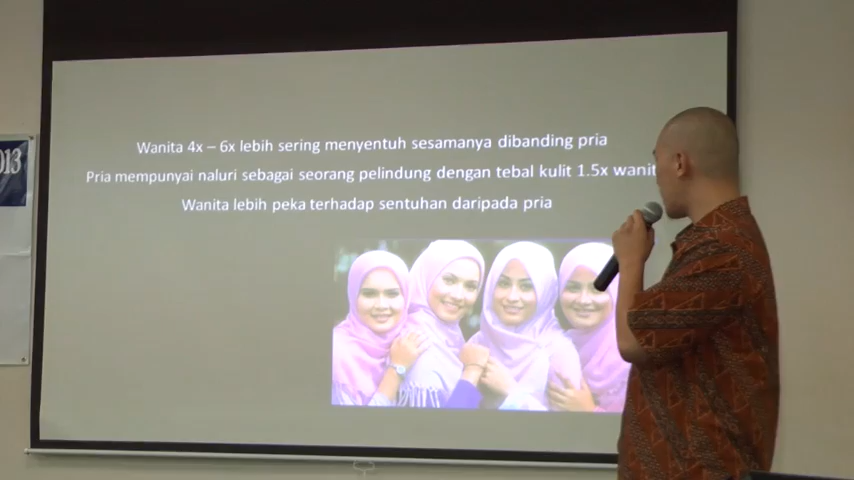 Wanita 4x – 6x lebih sering menyentuh sesamanya dibanding pria
Pria mempunyai naluri sebagai seorang pelindung dengan tebal kulit 1.5x
Wanita lebih peka terhadap sentuhan daripada pria